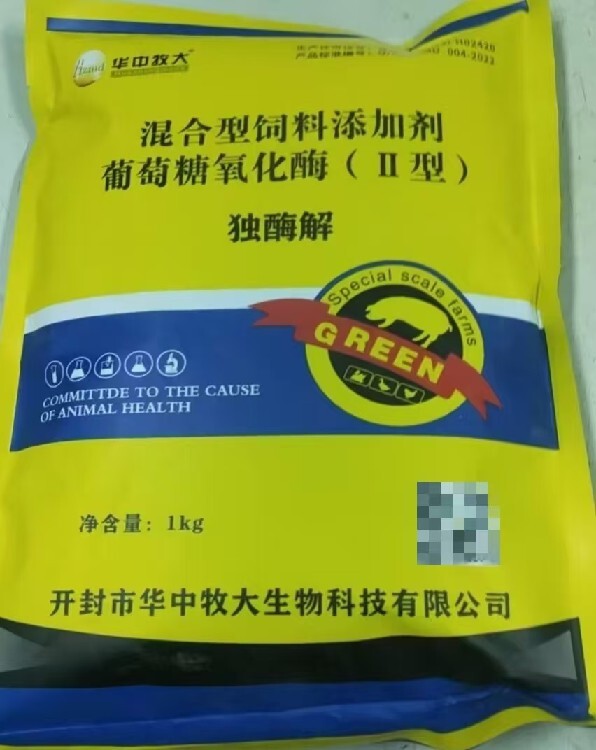 华中牧大
混合型饲料添加剂
葡萄糖氧化酶(Ⅱ型)
独酶解
Special scale farms
GREEN
COMMITTDE TO THE CAUSE
OF ANIMAL HEALTH
净含量：1kg
开封市华中牧大生物科技有限公司